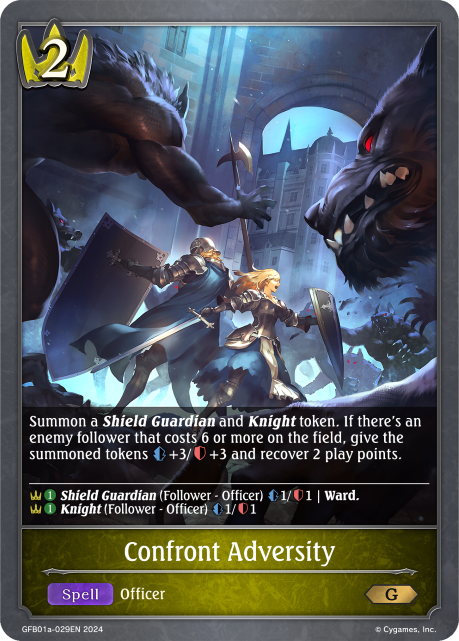 2
Summon a Shield Guardian and Knight token. If there's an
enemy follower that costs 6 or more on the field, give the
summoned tokens +3/ +3 and recover 2 play points.
1 Shield Guardian (Follower - Officer) 1/ 1 | Ward.
1 Knight (Follower - Officer) 1/ 1
Confront Adversity
Spell Officer G
GFB01a-029EN 2024 © Cygames, Inc.